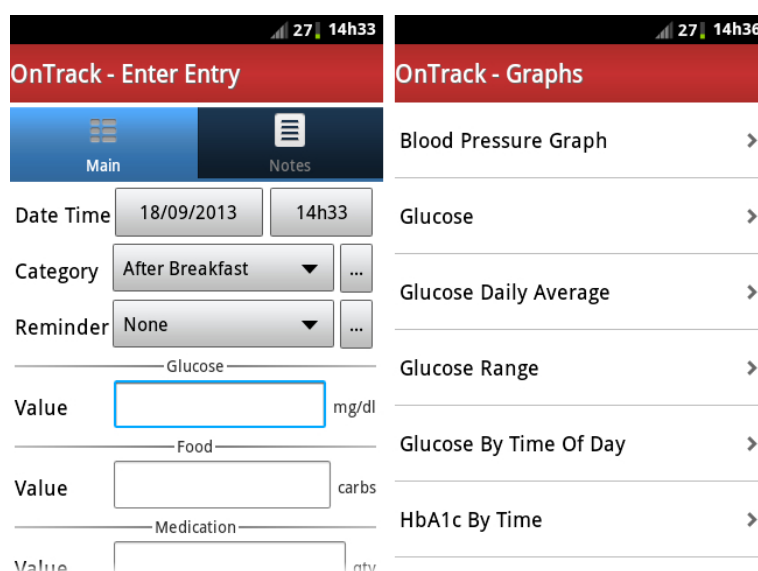 27 14h33
OnTrack - Enter Entry
Main
Notes
Date Time 18/09/2013 14h33
Category After Breakfast ...
Reminder None ...
Glucose
Value mg/dl
Food
Value carbs
Medication
Value qty
27 14h36
OnTrack - Graphs
Blood Pressure Graph
Glucose
Glucose Daily Average
Glucose Range
Glucose By Time Of Day
HbA1c By Time